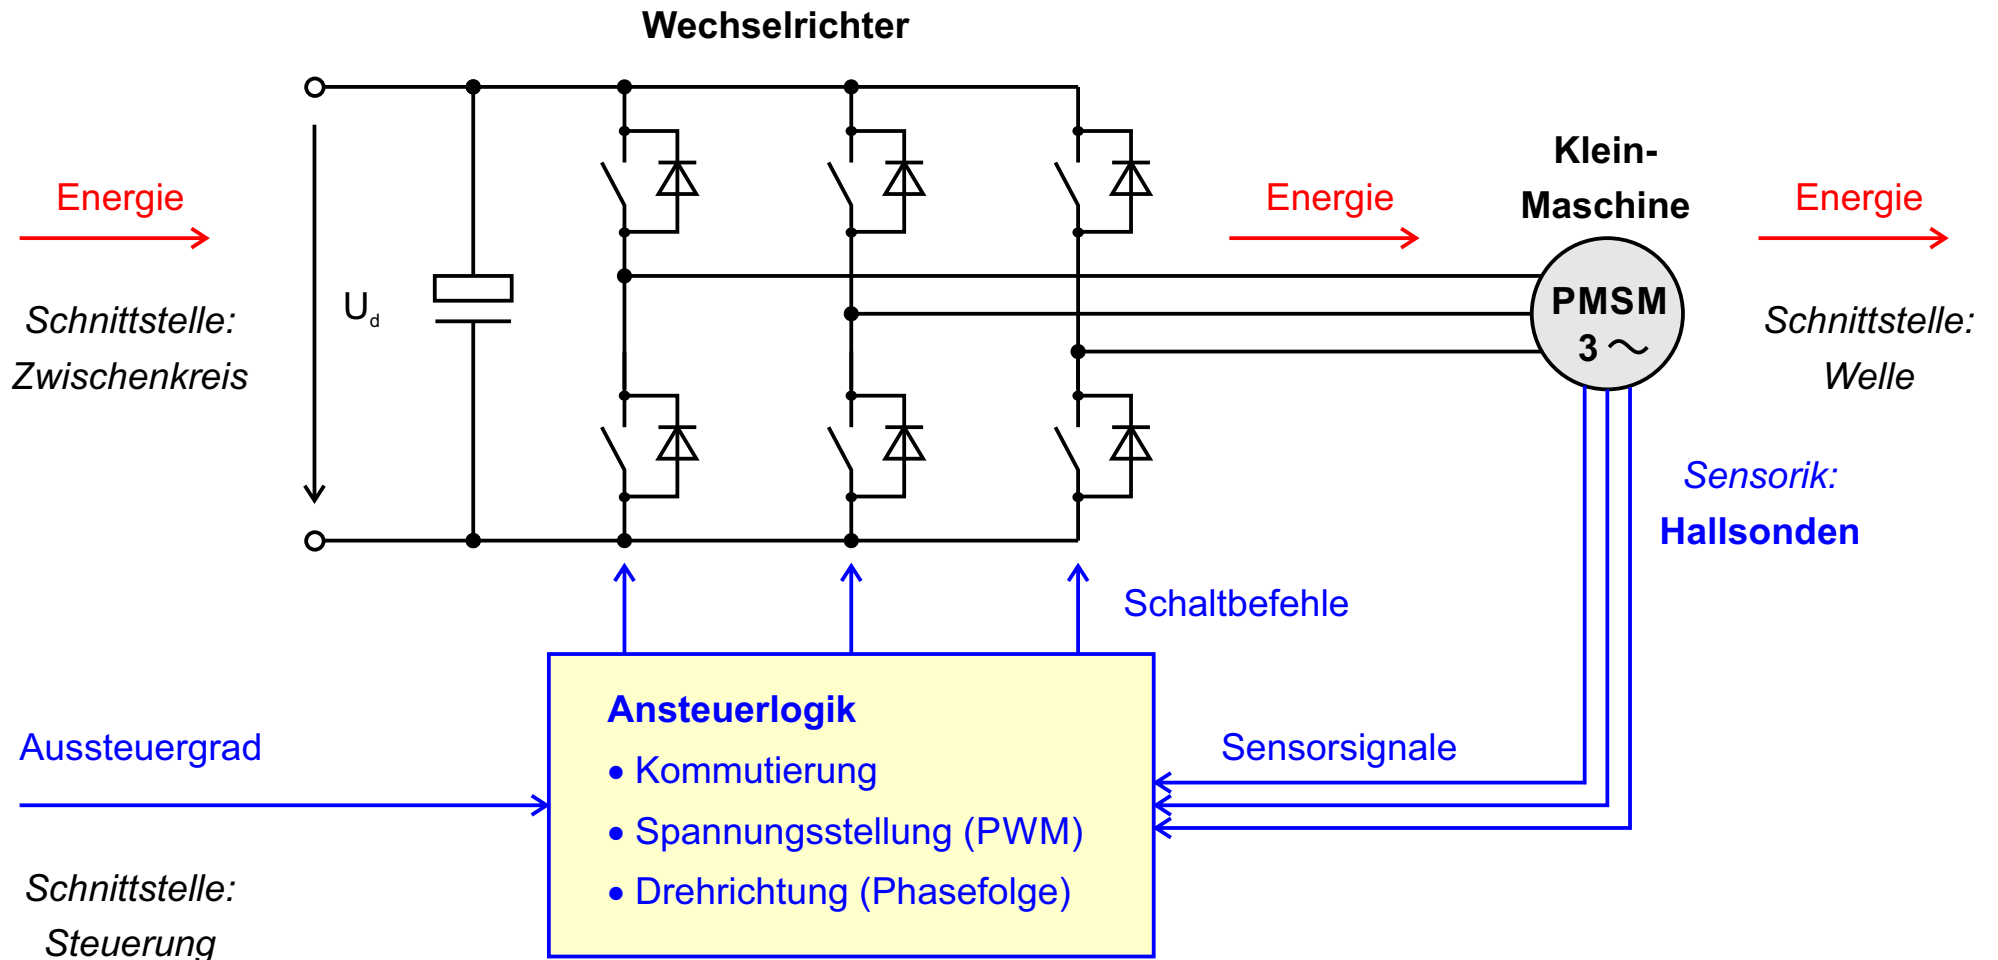 Wechselrichter
Energie
Schnittstelle:
Zwischenkreis
U_d
Energie
Klein-
Maschine
PMSM
3 ~
Energie
Schnittstelle:
Welle
Sensorik:
Hallsonden
Schaltbefehle
Aussteuergrad
Schnittstelle:
Steuerung
Ansteuerlogik
• Kommutierung
• Spannungsstellung (PWM)
• Drehrichtung (Phasefolge)
Sensorsignale